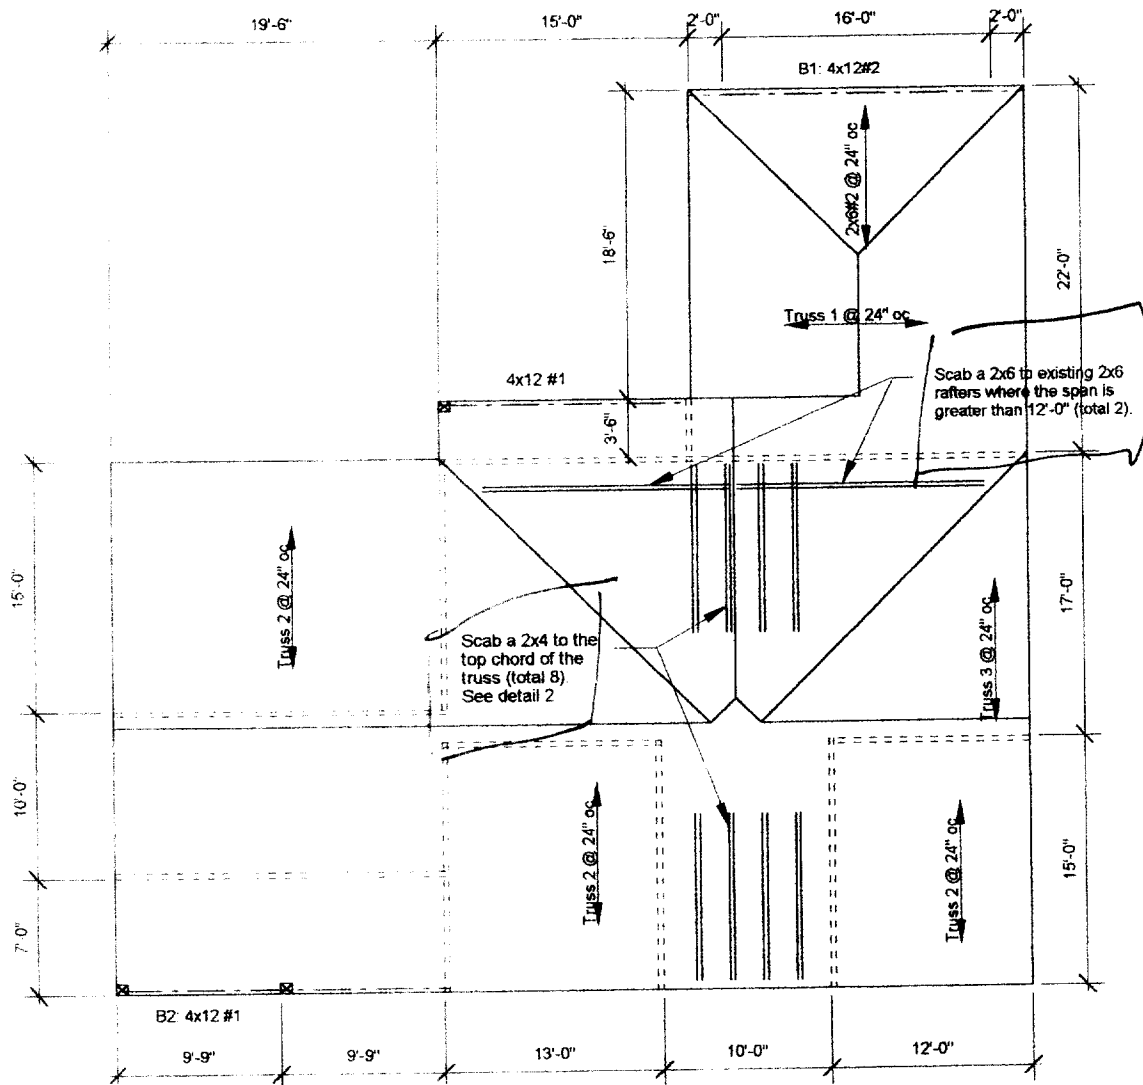 19'-6"
15'-0"
2'-0"
16'-0"
2'-0"
B1: 4x12#2
2x6#2 @ 24" oc
18'-6"
22'-0"
Truss 1 @ 24" oc
4x12 #1
Scab a 2x6 to existing 2x6
rafters where the span is
greater than 12'-0" (total 2).
3'-6"
15'-0"
Truss 2 @ 24" oc
Scab a 2x4 to the
top chord of the
truss (total 8)
See detail 2
Truss 3 @ 24" oc
17'-0"
10'-0"
Truss 2 @ 24" oc
Truss 2 @ 24" oc
15'-0"
7'-0"
B2: 4x12 #1
9'-9"
9'-9"
13'-0"
10'-0"
12'-0"